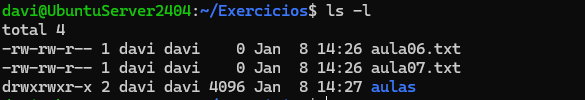 davi@UbuntuServer2404:~/Exercicios$ ls -l
total 4
-rw-rw-r-- 1 davi davi    0 Jan  8 14:26 aula06.txt
-rw-rw-r-- 1 davi davi    0 Jan  8 14:26 aula07.txt
drwxrwxr-x 2 davi davi 4096 Jan  8 14:27 aulas